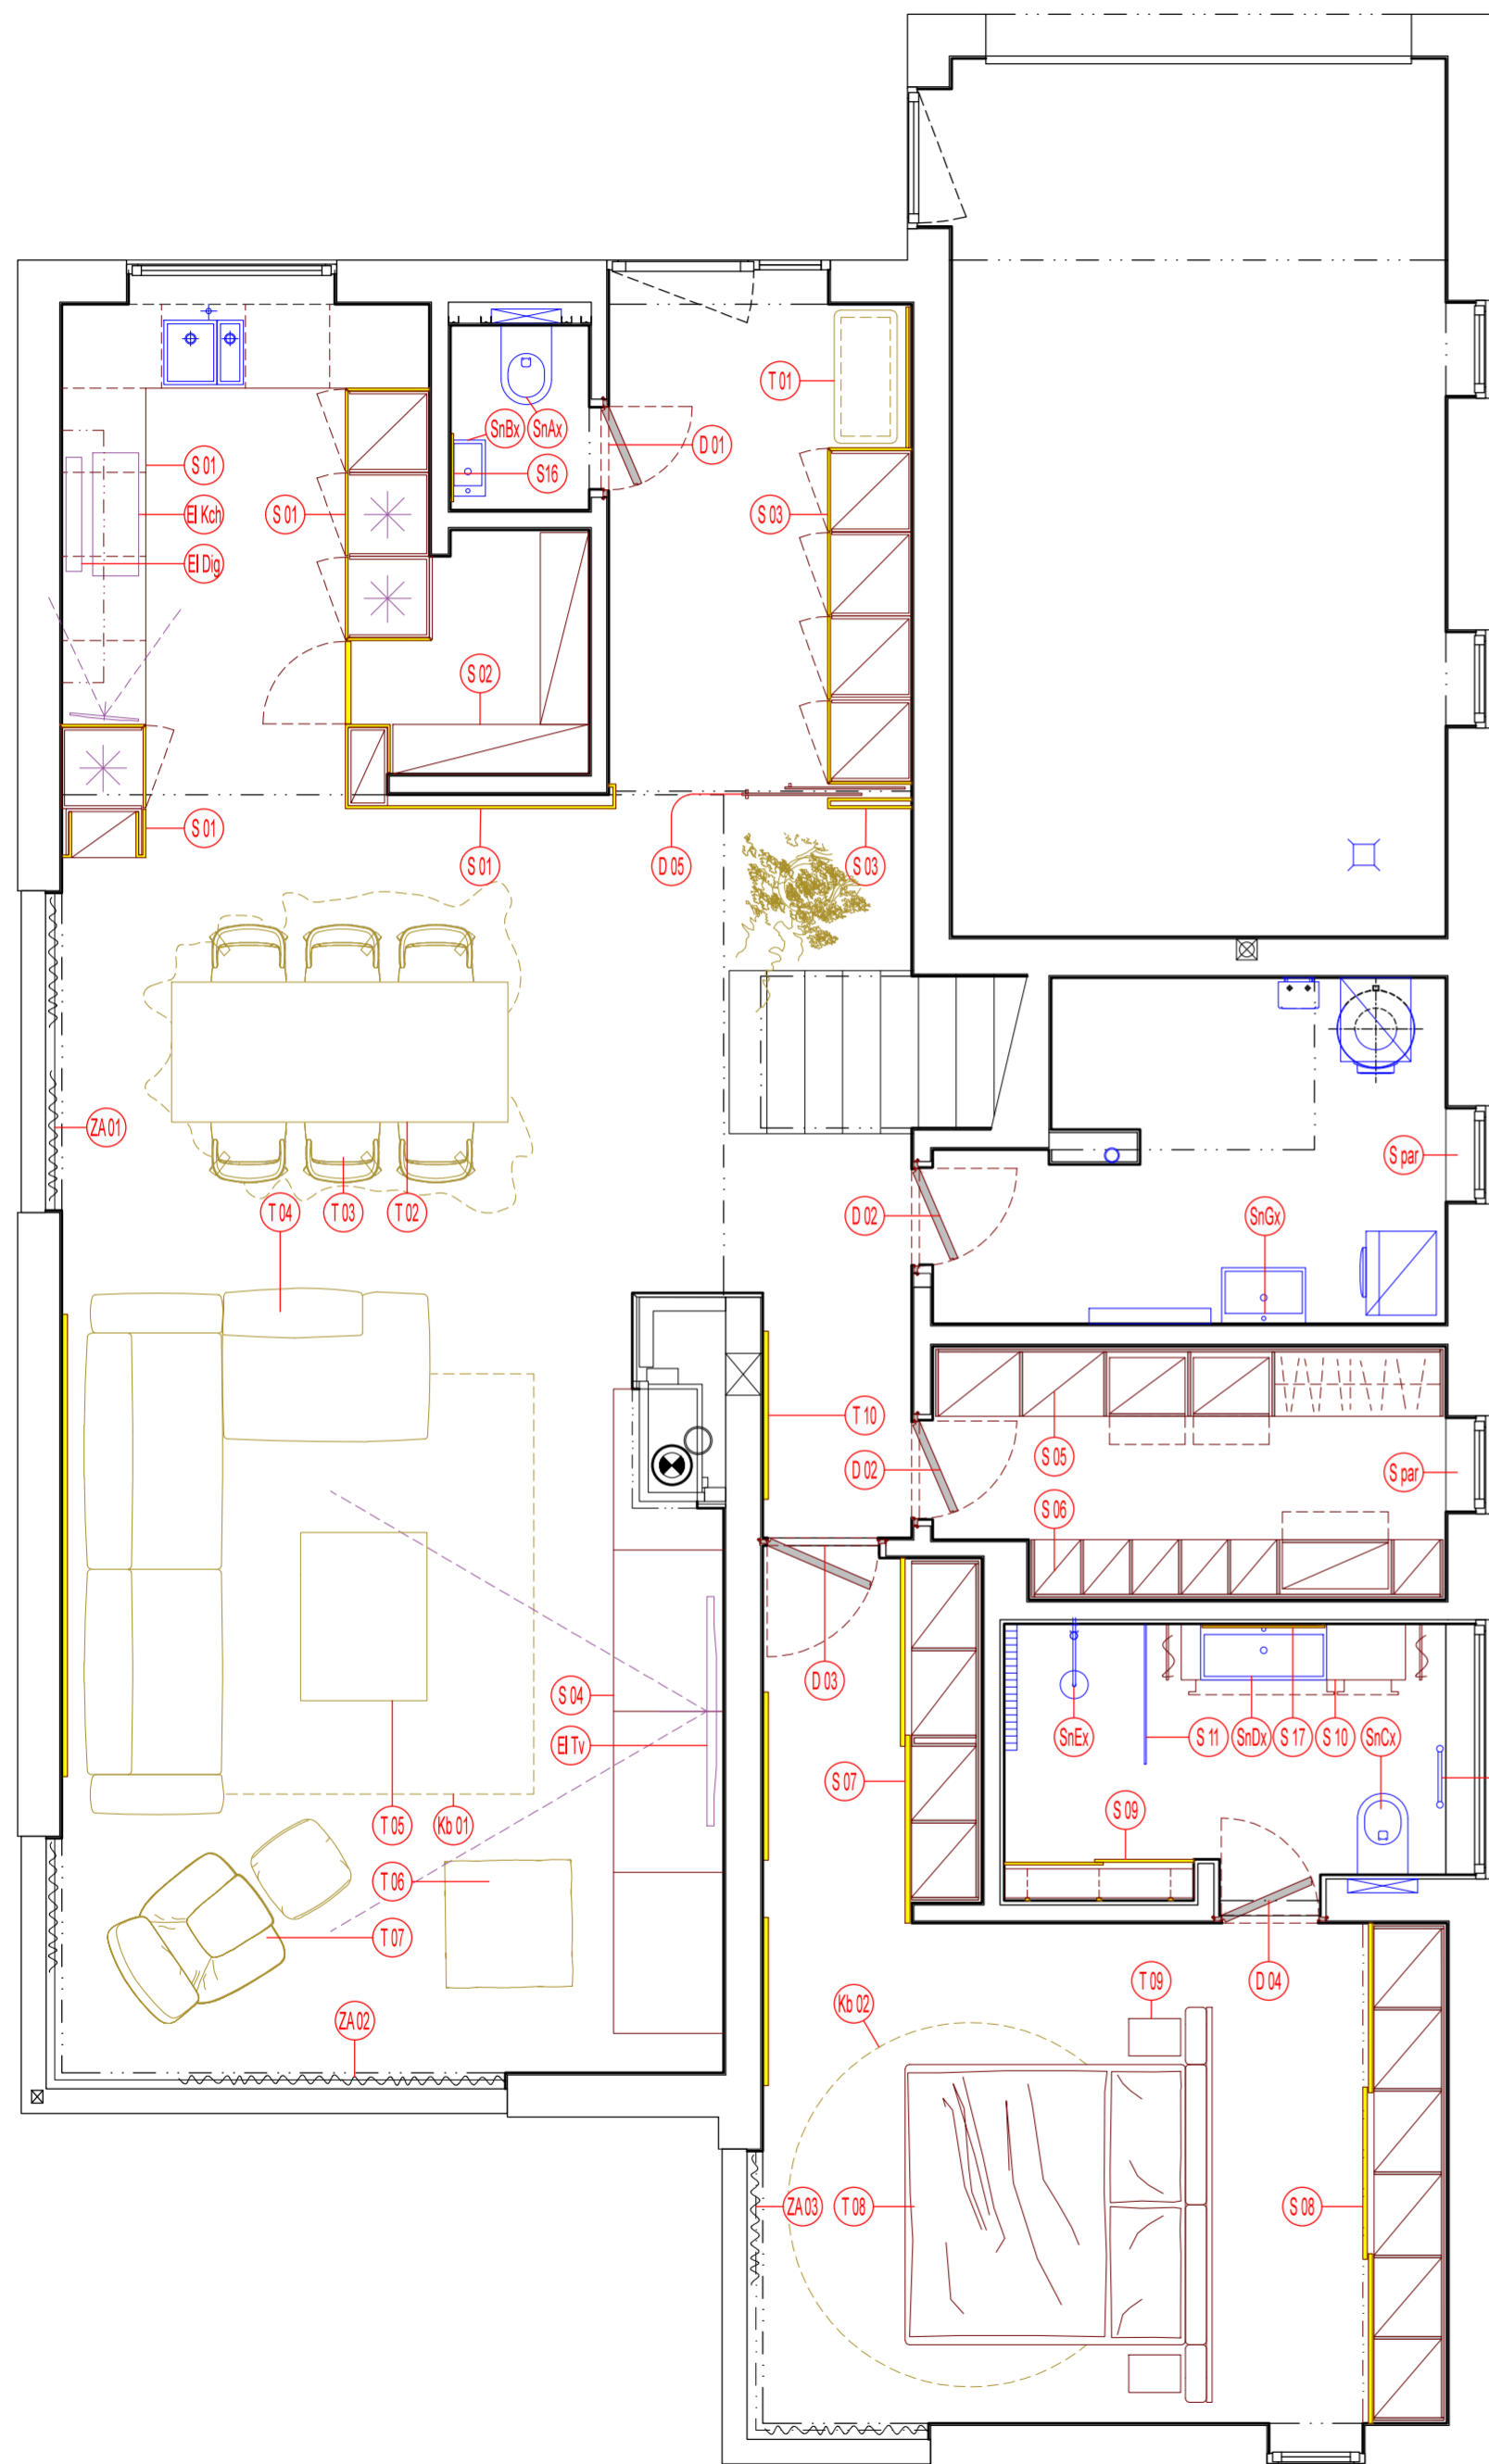 T 01
SnBx
SnAx
D 01
S 01
S16
El Kch
S 01
S 03
El Dig
S 02
S 01
S 01
D 05
S 03
ZA 01
S par
T 04
T 03
T 02
D 02
SnGx
T 10
S 05
D 02
S par
S 06
D 03
S 04
SnEx
S 11
SnDx
S 17
S 10
SnCx
El Tv
S 07
S 09
T 05
Kb 01
T 06
T 07
T 09
D 04
Kb 02
ZA 02
ZA 03
T 08
S 08